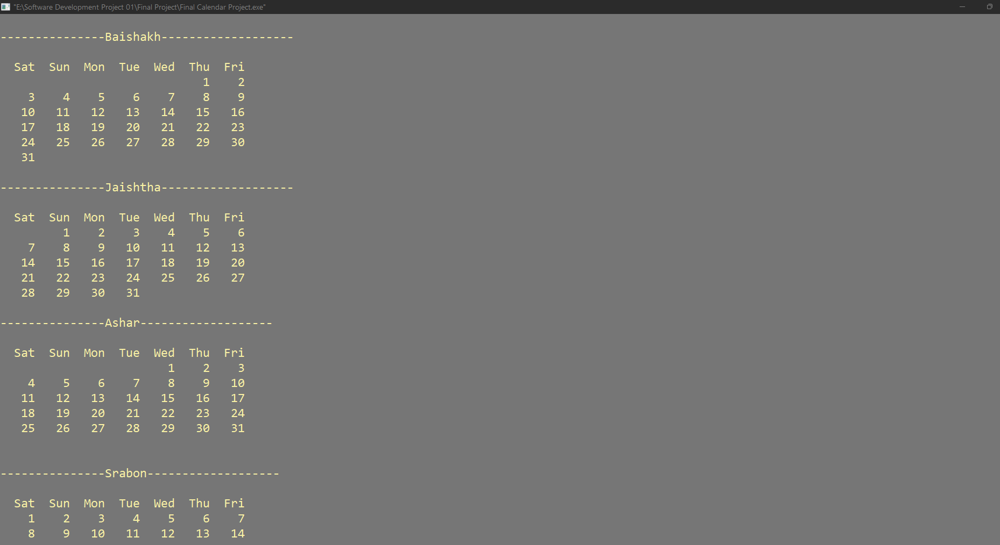 "E:\Software Development Project 01\Final Project\Final Calendar Project.exe"
---------------Baishakh-------------------
Sat  Sun  Mon  Tue  Wed  Thu  Fri
1    2
3    4    5    6    7    8    9
10   11   12   13   14   15   16
17   18   19   20   21   22   23
24   25   26   27   28   29   30
31
---------------Jaishtha-------------------
Sat  Sun  Mon  Tue  Wed  Thu  Fri
1    2    3    4    5    6
7    8    9   10   11   12   13
14   15   16   17   18   19   20
21   22   23   24   25   26   27
28   29   30   31
---------------Ashar-------------------
Sat  Sun  Mon  Tue  Wed  Thu  Fri
1    2    3
4    5    6    7    8    9   10
11   12   13   14   15   16   17
18   19   20   21   22   23   24
25   26   27   28   29   30   31
---------------Srabon-------------------
Sat  Sun  Mon  Tue  Wed  Thu  Fri
1    2    3    4    5    6    7
8    9   10   11   12   13   14